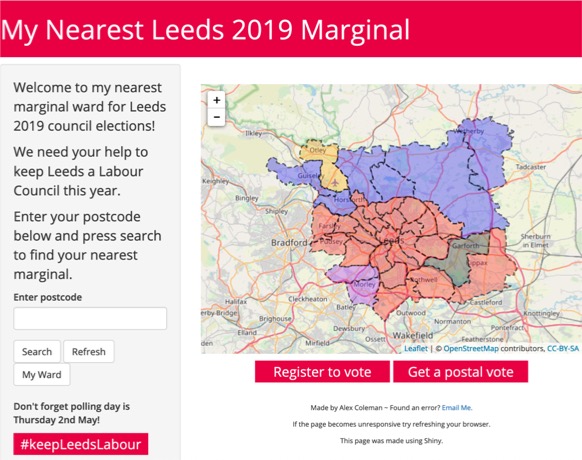 My Nearest Leeds 2019 Marginal
Welcome to my nearest
marginal ward for Leeds
2019 council elections!
We need your help to
keep Leeds a Labour
Council this year.
Enter your postcode
below and press search
to find your nearest
marginal.
Enter postcode
Search Refresh
My Ward
Don't forget polling day is
Thursday 2nd May!
#keepLeedsLabour
+
−
Wetherby
Ilkley
Otley
Tadcaster
Keighley
Guisel
Bingley
Horsforth
Shipley
Farsley
Bradford
Pudsey
Leeds
Garforth
Sherburn
in Elmet
Kippax
Morley
Rothwell
Halifax
Cleckheaton
Batley
Castleford
Outwood
Normanton
Pontefract
Knottingley
Dewsbury
Wakefield
Elland
Mirfield
Ossett
Featherstone
Leaflet | © OpenStreetMap contributors, CC-BY-SA
Register to vote Get a postal vote
Made by Alex Coleman ~ Found an error? Email Me.
If the page becomes unresponsive try refreshing your browser.
This page was made using Shiny.